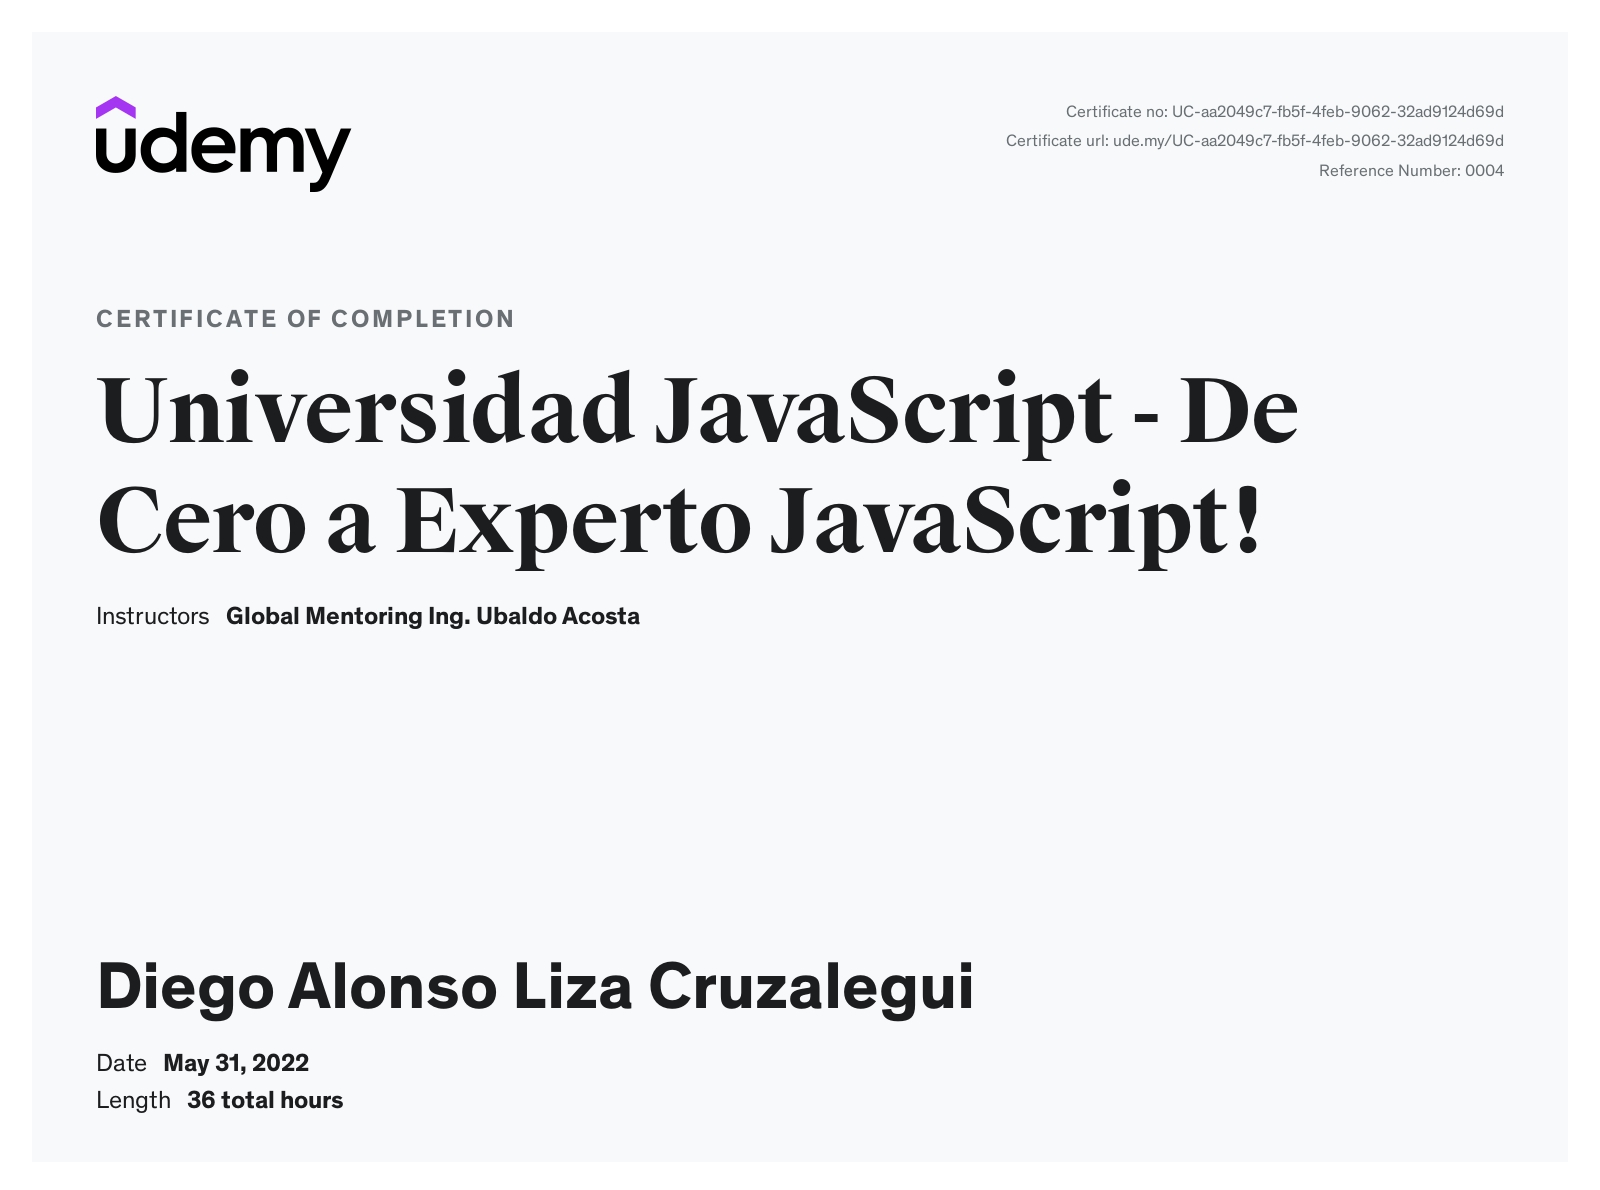 udemy
Certificate no: UC-aa2049c7-fb5f-4feb-9062-32ad9124d69d
Certificate url: ude.my/UC-aa2049c7-fb5f-4feb-9062-32ad9124d69d
Reference Number: 0004
CERTIFICATE OF COMPLETION
Universidad JavaScript - De
Cero a Experto JavaScript!
Instructors Global Mentoring Ing. Ubaldo Acosta
Diego Alonso Liza Cruzalegui
Date May 31, 2022
Length 36 total hours